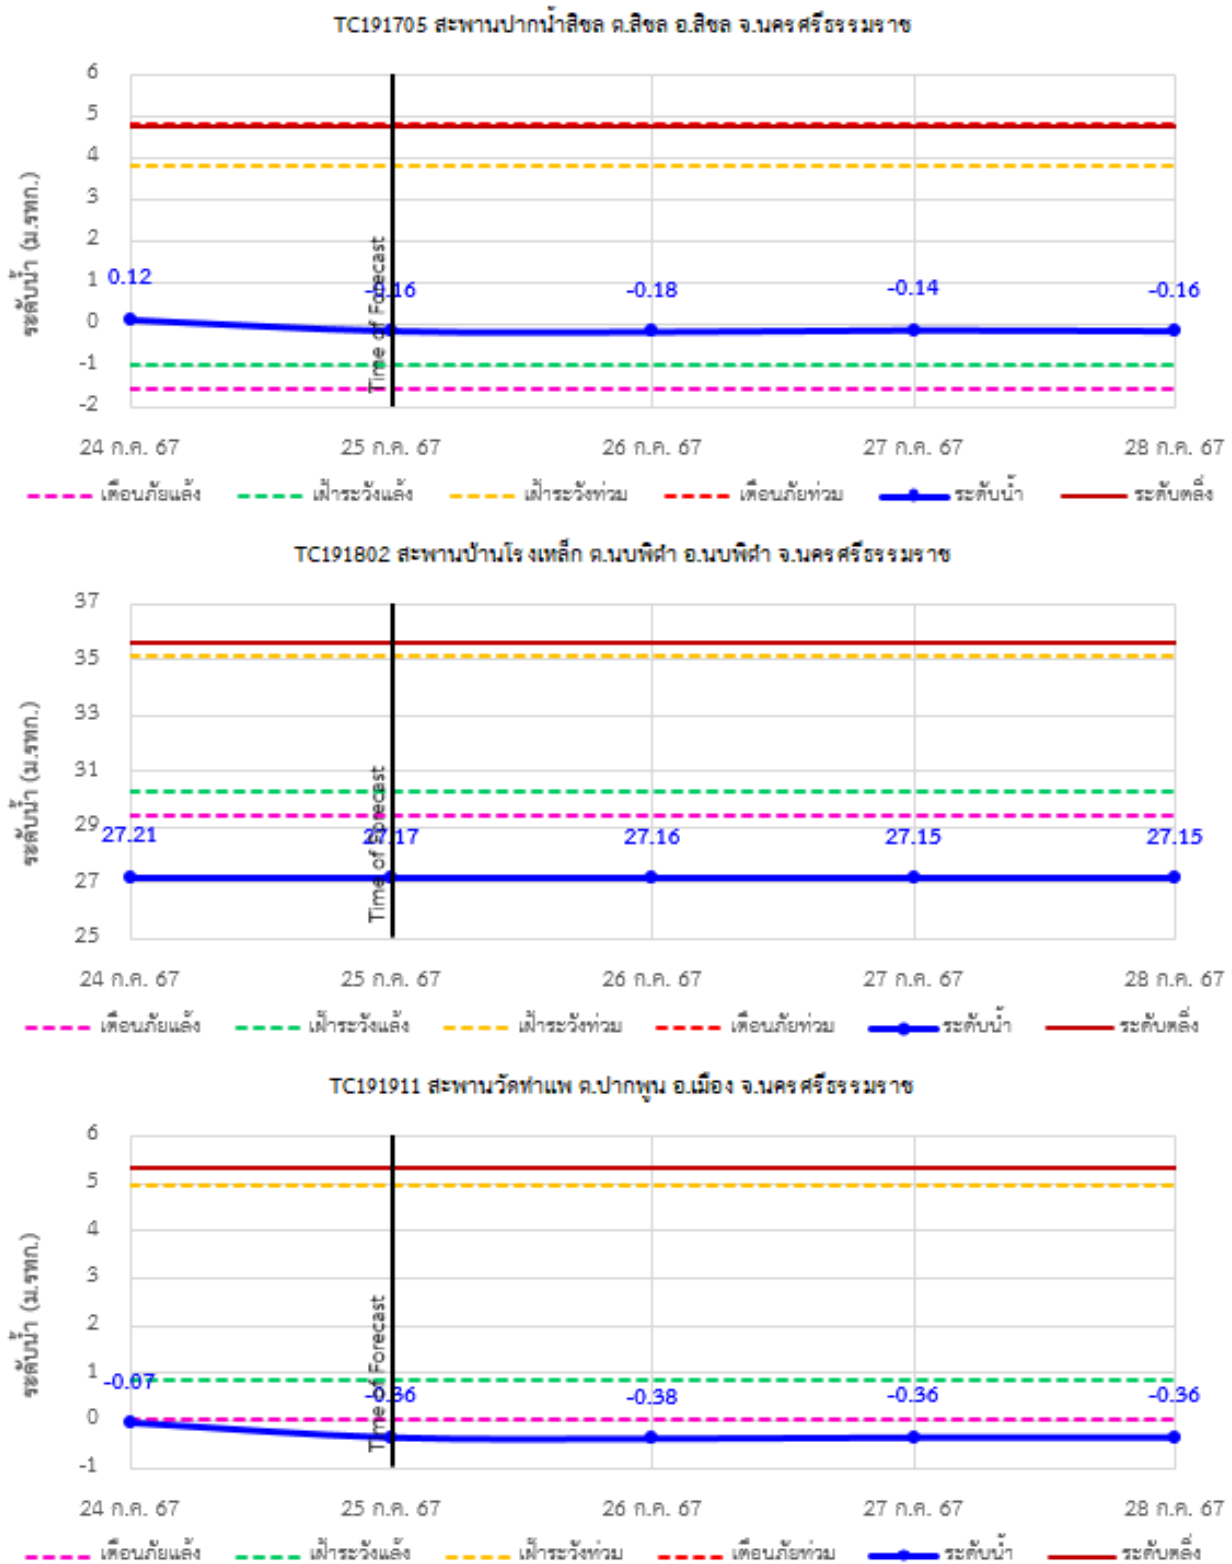 TC191705 สะพานปากน้ำสิชล ต.สิชล อ.สิชล จ.นครศรีธรรมราช
ระดับน้ำ (ม.รทก.)
6
5
4
3
2
1
0
-1
-2
0.12 -0.16 -0.18 -0.14 -0.16
Time of Forecast
24 ก.ค. 67 25 ก.ค. 67 26 ก.ค. 67 27 ก.ค. 67 28 ก.ค. 67
เตือนภัยแล้ง เฝ้าระวังแล้ง เฝ้าระวังท่วม เตือนภัยท่วม ระดับน้ำ ระดับตลิ่ง
TC191802 สะพานบ้านโรงเหล็ก ต.นบพิตำ อ.นบพิตำ จ.นครศรีธรรมราช
ระดับน้ำ (ม.รทก.)
37
35
33
31
29
27
25
27.21 27.17 27.16 27.15 27.15
Time of Forecast
24 ก.ค. 67 25 ก.ค. 67 26 ก.ค. 67 27 ก.ค. 67 28 ก.ค. 67
เตือนภัยแล้ง เฝ้าระวังแล้ง เฝ้าระวังท่วม เตือนภัยท่วม ระดับน้ำ ระดับตลิ่ง
TC191911 สะพานวัดท่าแพ ต.ปากพูน อ.เมือง จ.นครศรีธรรมราช
ระดับน้ำ (ม.รทก.)
6
5
4
3
2
1
0
-1
-0.07 -0.36 -0.38 -0.36 -0.36
Time of Forecast
24 ก.ค. 67 25 ก.ค. 67 26 ก.ค. 67 27 ก.ค. 67 28 ก.ค. 67
เตือนภัยแล้ง เฝ้าระวังแล้ง เฝ้าระวังท่วม เตือนภัยท่วม ระดับน้ำ ระดับตลิ่ง